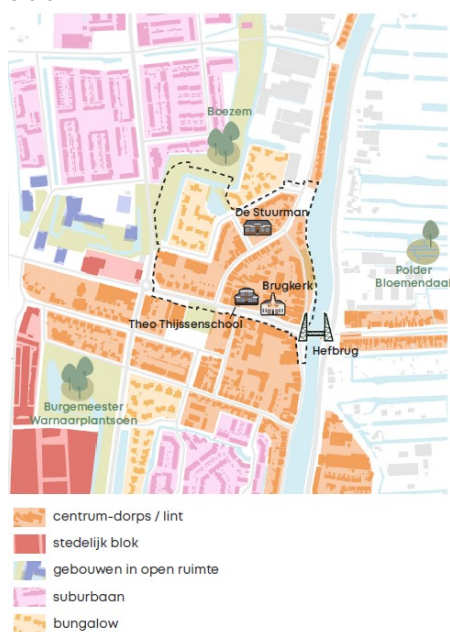 Boezem
De Stuurman
Brugkerk
Polder
Bloemendaal
Theo Thijssenschool
Hefbrug
Burgemeester
Warnaarplantsoen
centrum-dorps / lint
stedelijk blok
gebouwen in open ruimte
suburbaan
bungalow